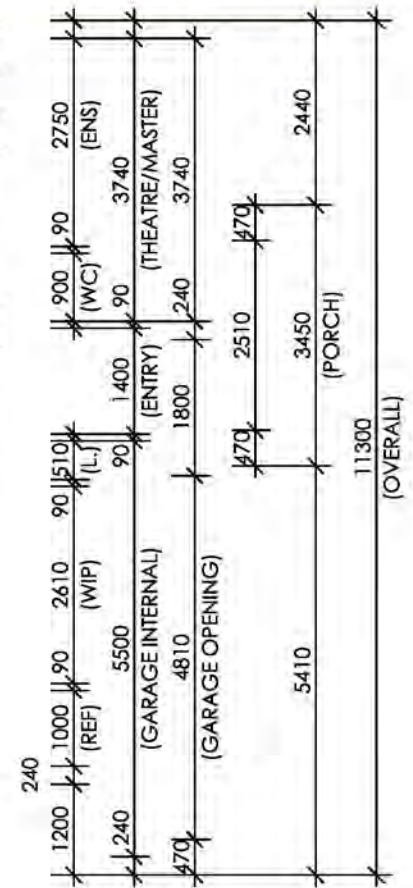 240
1200 1000 90 2610 90 510 900 90 2750
(REF) (WIP) (L.) (WC) (ENS)
240 5500 90 1400 90 3740
(GARAGE INTERNAL) (ENTRY) (THEATRE/MASTER)
470 4810 1800 240 3740
(GARAGE OPENING)
470 2510 470
5410 3450 2440
(PORCH)
11300
(OVERALL)